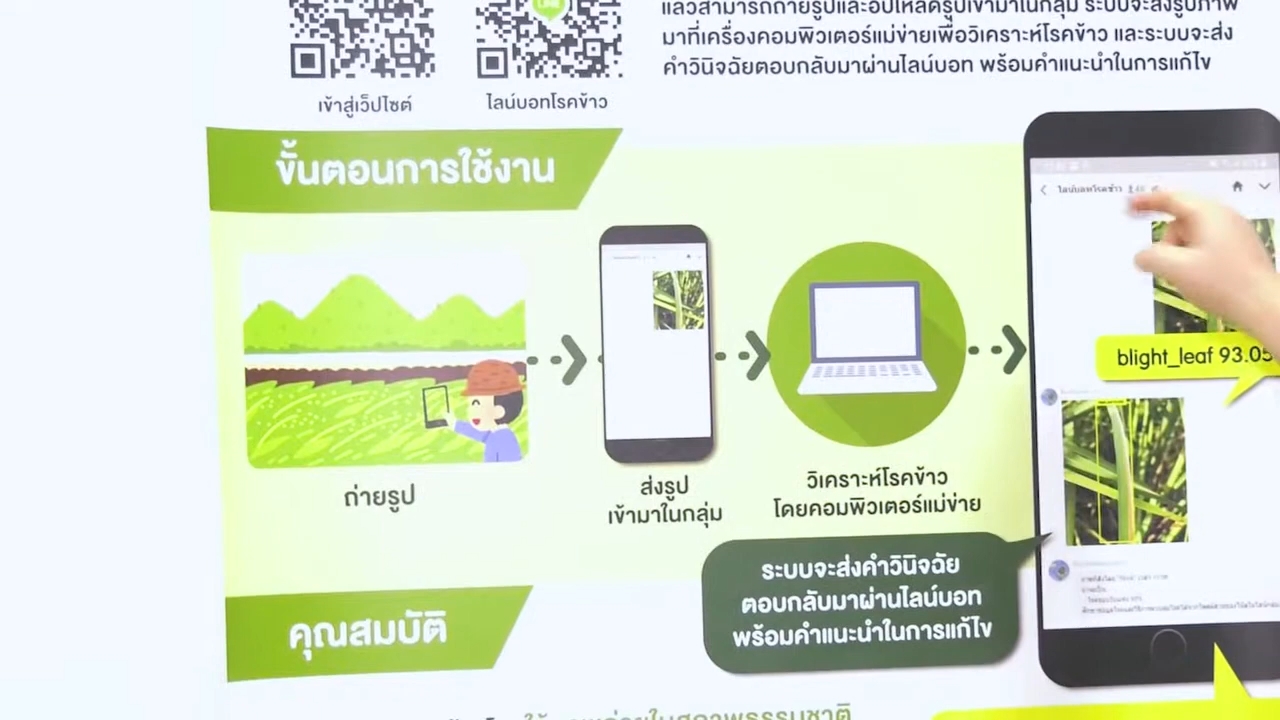 LINE
แล้วสามารถถ่ายรูปและอัปโหลดรูปเข้ามาในกลุ่ม ระบบจะส่งรูปภาพ
มาที่เครื่องคอมพิวเตอร์แม่ข่ายเพื่อวิเคราะห์โรคข้าว และระบบจะส่ง
คำวินิจฉัยตอบกลับมาผ่านไลน์บอท พร้อมคำแนะนำในการแก้ไข
เข้าสู่เว็ปไซต์
ไลน์บอทโรคข้าว
ขั้นตอนการใช้งาน
ไลน์บอทโรคข้าว
blight_leaf 93.05
ถ่ายรูป
ส่งรูป
เข้ามาในกลุ่ม
วิเคราะห์โรคข้าว
โดยคอมพิวเตอร์แม่ข่าย
ระบบจะส่งคำวินิจฉัย
ตอบกลับมาผ่านไลน์บอท
พร้อมคำแนะนำในการแก้ไข
คุณสมบัติ